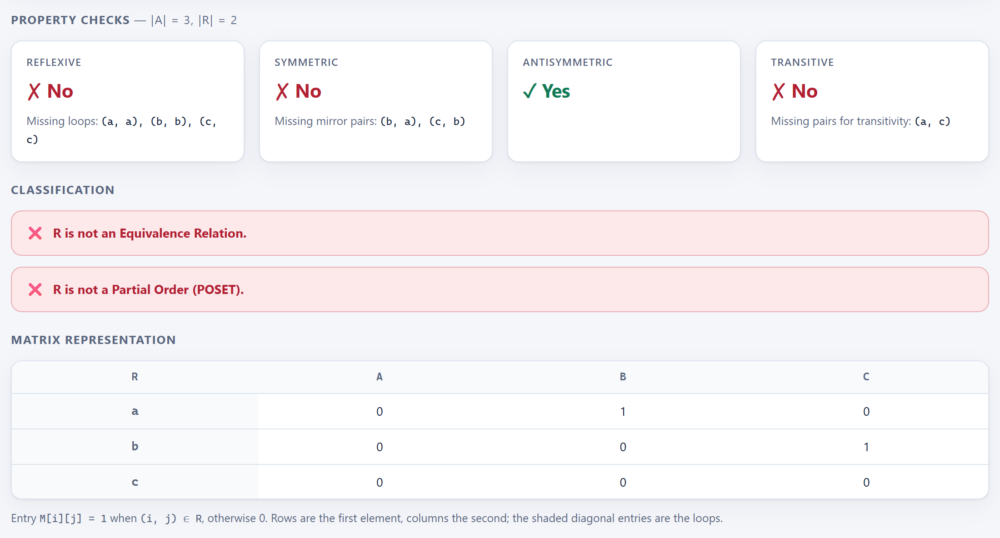 PROPERTY CHECKS — |A| = 3, |R| = 2
REFLEXIVE
✗ No
Missing loops: (a, a), (b, b), (c,
c)
SYMMETRIC
✗ No
Missing mirror pairs: (b, a), (c, b)
ANTISYMMETRIC
✓ Yes
TRANSITIVE
✗ No
Missing pairs for transitivity: (a, c)
CLASSIFICATION
❌ R is not an Equivalence Relation.
❌ R is not a Partial Order (POSET).
MATRIX REPRESENTATION
R A B C
a 0 1 0
b 0 0 1
c 0 0 0
Entry M[i][j] = 1 when (i, j) ∈ R, otherwise 0. Rows are the first element, columns the second; the shaded diagonal entries are the loops.